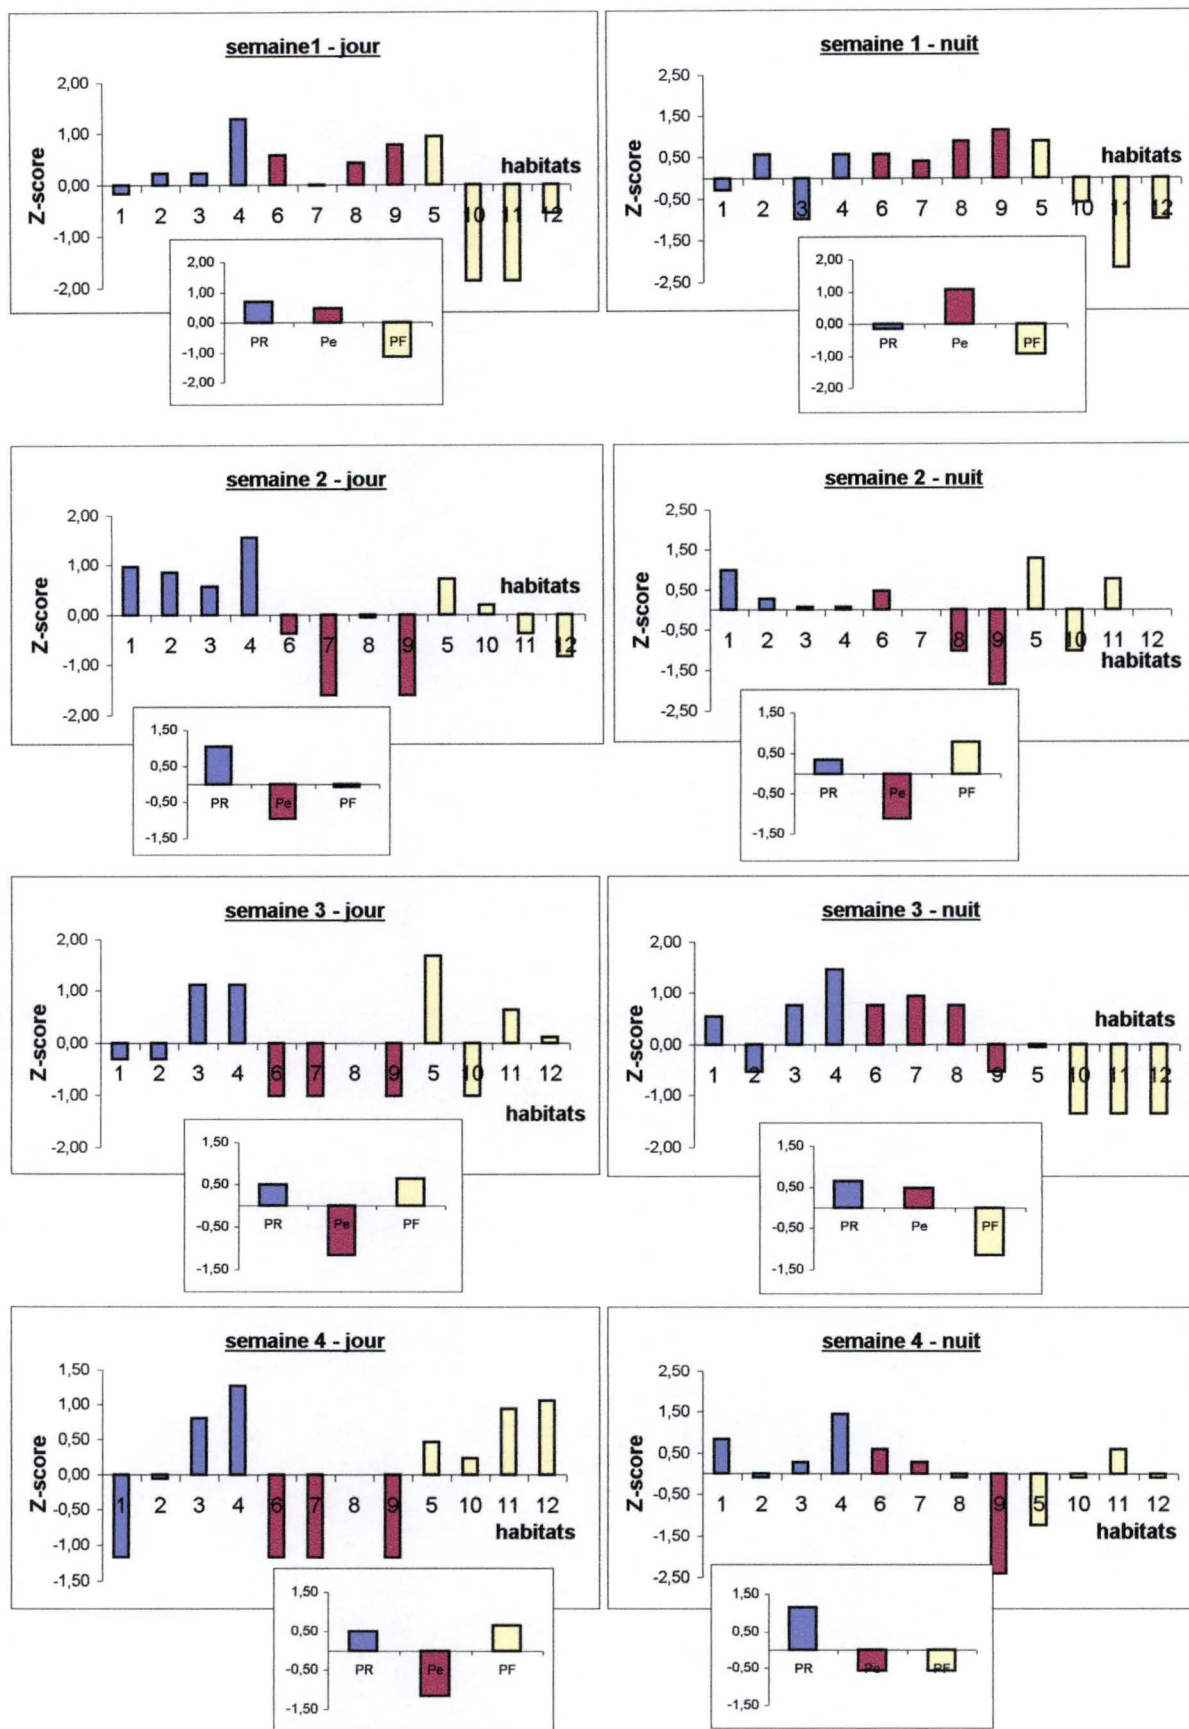 semaine1 - jour
2,00
1,00
0,00
-1,00
-2,00
Z-score
habitats
1 2 3 4 6 7 8 9 5 10 11 12
2,00
1,00
0,00
-1,00
-2,00
PR Pe PF
semaine 1 - nuit
2,50
1,50
0,50
-0,50
-1,50
-2,50
Z-score
habitats
1 2 3 4 6 7 8 9 5 10 11 12
2,00
1,00
0,00
-1,00
-2,00
PR Pe PF
semaine 2 - jour
2,00
1,00
0,00
-1,00
-2,00
Z-score
habitats
1 2 3 4 6 7 8 9 5 10 11 12
1,50
0,50
-0,50
-1,50
PR Pe PF
semaine 2 - nuit
2,50
1,50
0,50
-0,50
-1,50
-2,50
Z-score
1 2 3 4 6 7 8 9 5 10 11 12
habitats
1,50
0,50
-0,50
-1,50
PR Pe PF
semaine 3 - jour
2,00
1,00
0,00
-1,00
-2,00
Z-score
1 2 3 4 6 7 8 9 5 10 11 12
habitats
1,50
0,50
-0,50
-1,50
PR Pe PF
semaine 3 - nuit
2,00
1,00
0,00
-1,00
-2,00
Z-score
habitats
1 2 3 4 6 7 8 9 5 10 11 12
1,50
0,50
-0,50
-1,50
PR Pe PF
semaine 4 - jour
1,50
1,00
0,50
0,00
-0,50
-1,00
-1,50
Z-score
1 2 3 4 6 7 8 9 5 10 11 12
habitats
1,50
0,50
-0,50
-1,50
PR Pe PF
semaine 4 - nuit
2,50
1,50
0,50
-0,50
-1,50
-2,50
Z-score
1 2 3 4 6 7 8 9 5 10 11 12
habitats
1,50
0,50
-0,50
-1,50
PR Pe PF